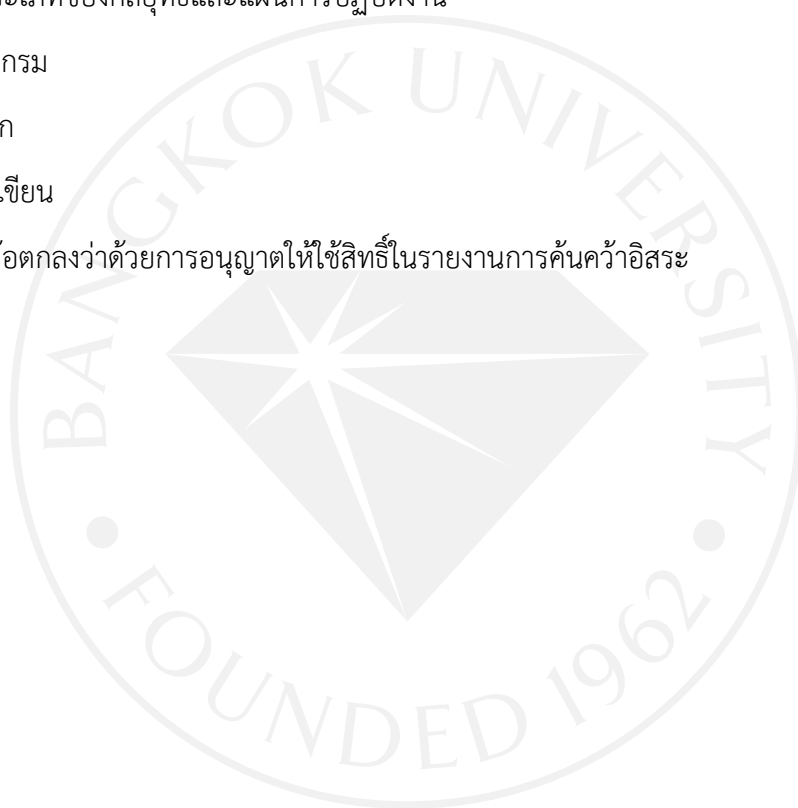 กรม
ก
เขียน
้อตกลงว่าด้วยการอนุญาตให้ใช้สิทธิ์ในรายงานการค้นคว้าอิสระ
BANGKOK UNIVERSITY
• FOUNDED 1962 •